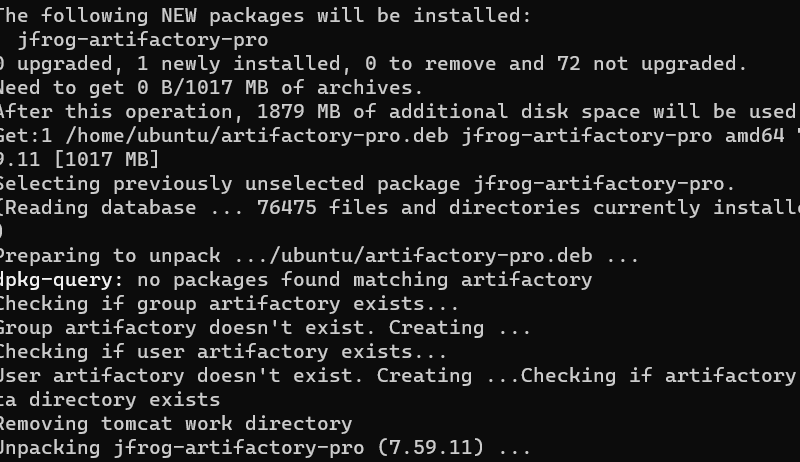 The following NEW packages will be installed:
jfrog-artifactory-pro
0 upgraded, 1 newly installed, 0 to remove and 72 not upgraded.
Need to get 0 B/1017 MB of archives.
After this operation, 1879 MB of additional disk space will be used
Get:1 /home/ubuntu/artifactory-pro.deb jfrog-artifactory-pro amd64
9.11 [1017 MB]
Selecting previously unselected package jfrog-artifactory-pro.
(Reading database ... 76475 files and directories currently installe
)
Preparing to unpack .../ubuntu/artifactory-pro.deb ...
dpkg-query: no packages found matching artifactory
Checking if group artifactory exists...
Group artifactory doesn't exist. Creating ...
Checking if user artifactory exists...
User artifactory doesn't exist. Creating ...Checking if artifactory
ta directory exists
Removing tomcat work directory
Unpacking jfrog-artifactory-pro (7.59.11) ...